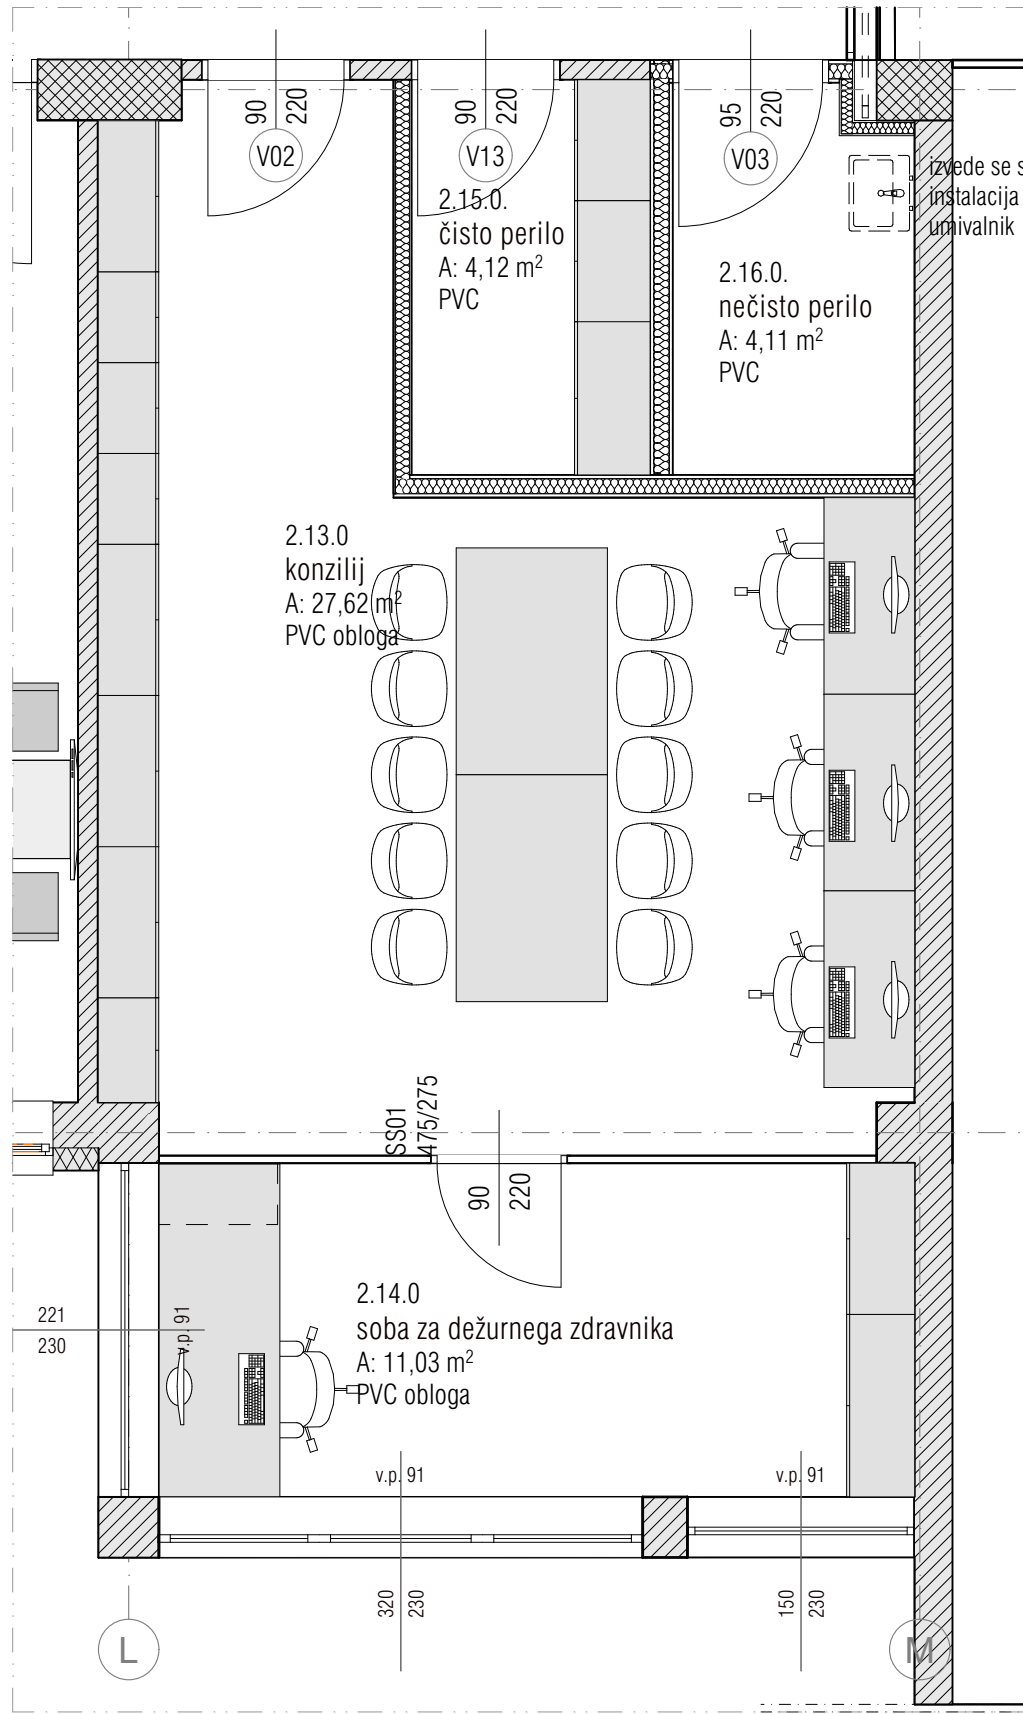 90
220
V02
90
220
V13
95
220
V03
izvede se s
instalacija
umivalnik
2.15.0.
čisto perilo
A: 4,12 m²
PVC
2.16.0.
nečisto perilo
A: 4,11 m²
PVC
2.13.0
konzilij
A: 27,62 m²
PVC obloga
SS01
475/275
90
220
2.14.0
soba za dežurnega zdravnika
A: 11,03 m²
PVC obloga
221
230
v.p. 91
v.p. 91
v.p. 91
320
230
150
230
L
M